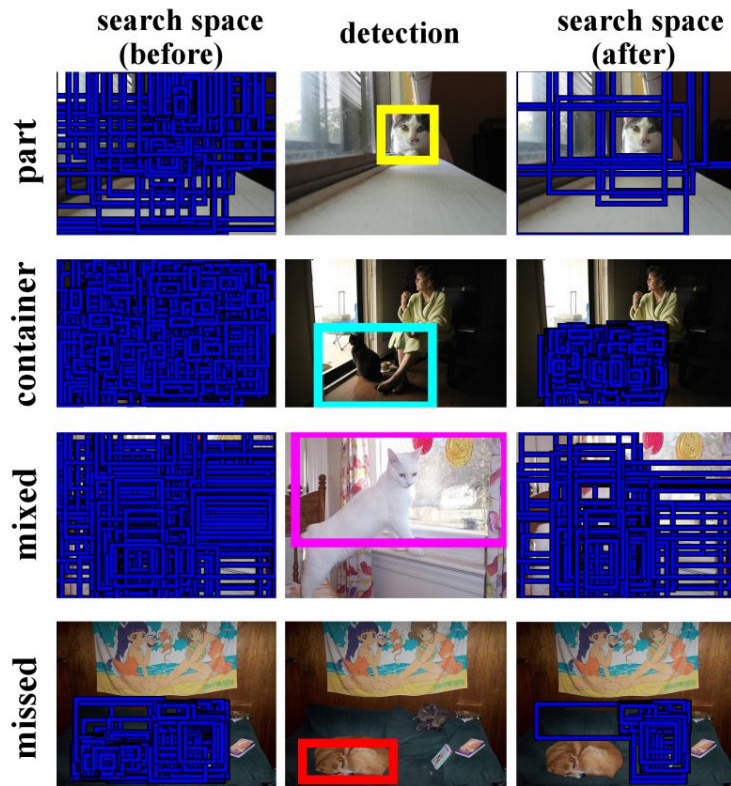 search space
(before)
detection
search space
(after)
part
container
mixed
missed